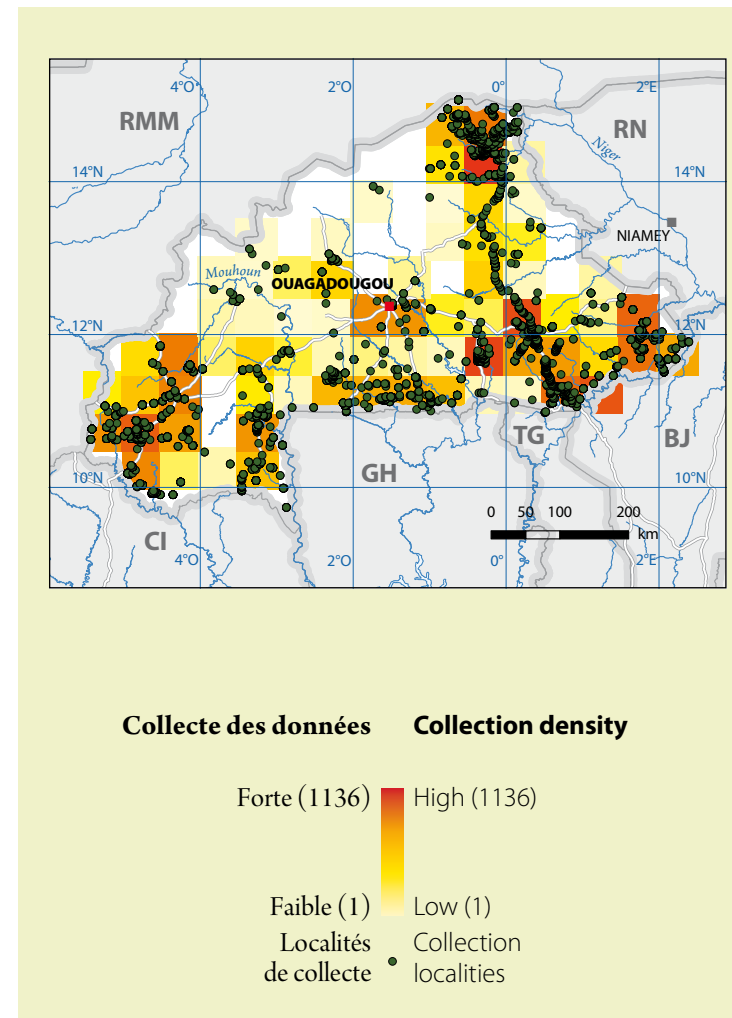 4°O 2°O 0° 2°E
RMM RN
Niger
14°N 14°N
NIAMEY
Mouhoun
OUAGADOUGOU
12°N 12°N
TG BJ
GH
10°N 10°N
0 50 100 200
km
CI
4°O 2°O 0° 2°E
Collecte des données Collection density
Forte (1136) High (1136)
Faible (1) Low (1)
Localités Collection
de collecte localities